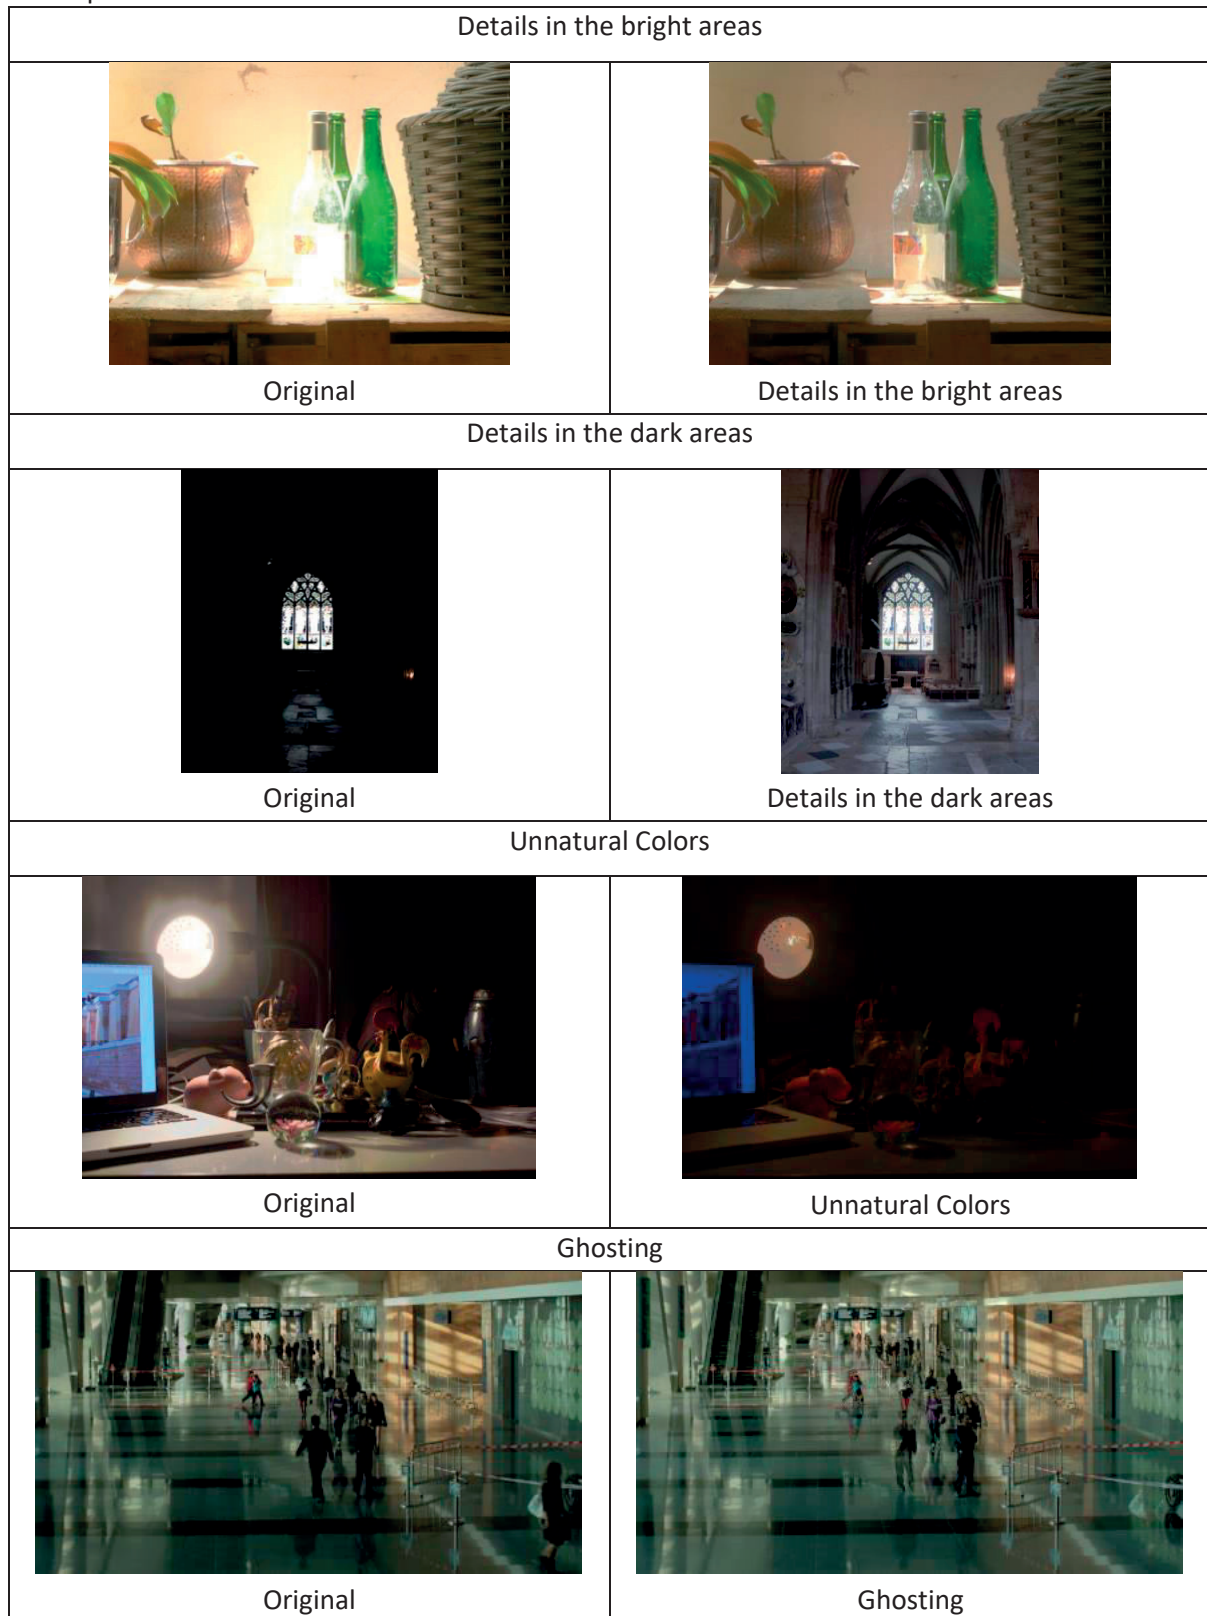 Details in the bright areas
Original
Details in the bright areas
Details in the dark areas
Original
Details in the dark areas
Unnatural Colors
Original
Unnatural Colors
Ghosting
Original
Ghosting